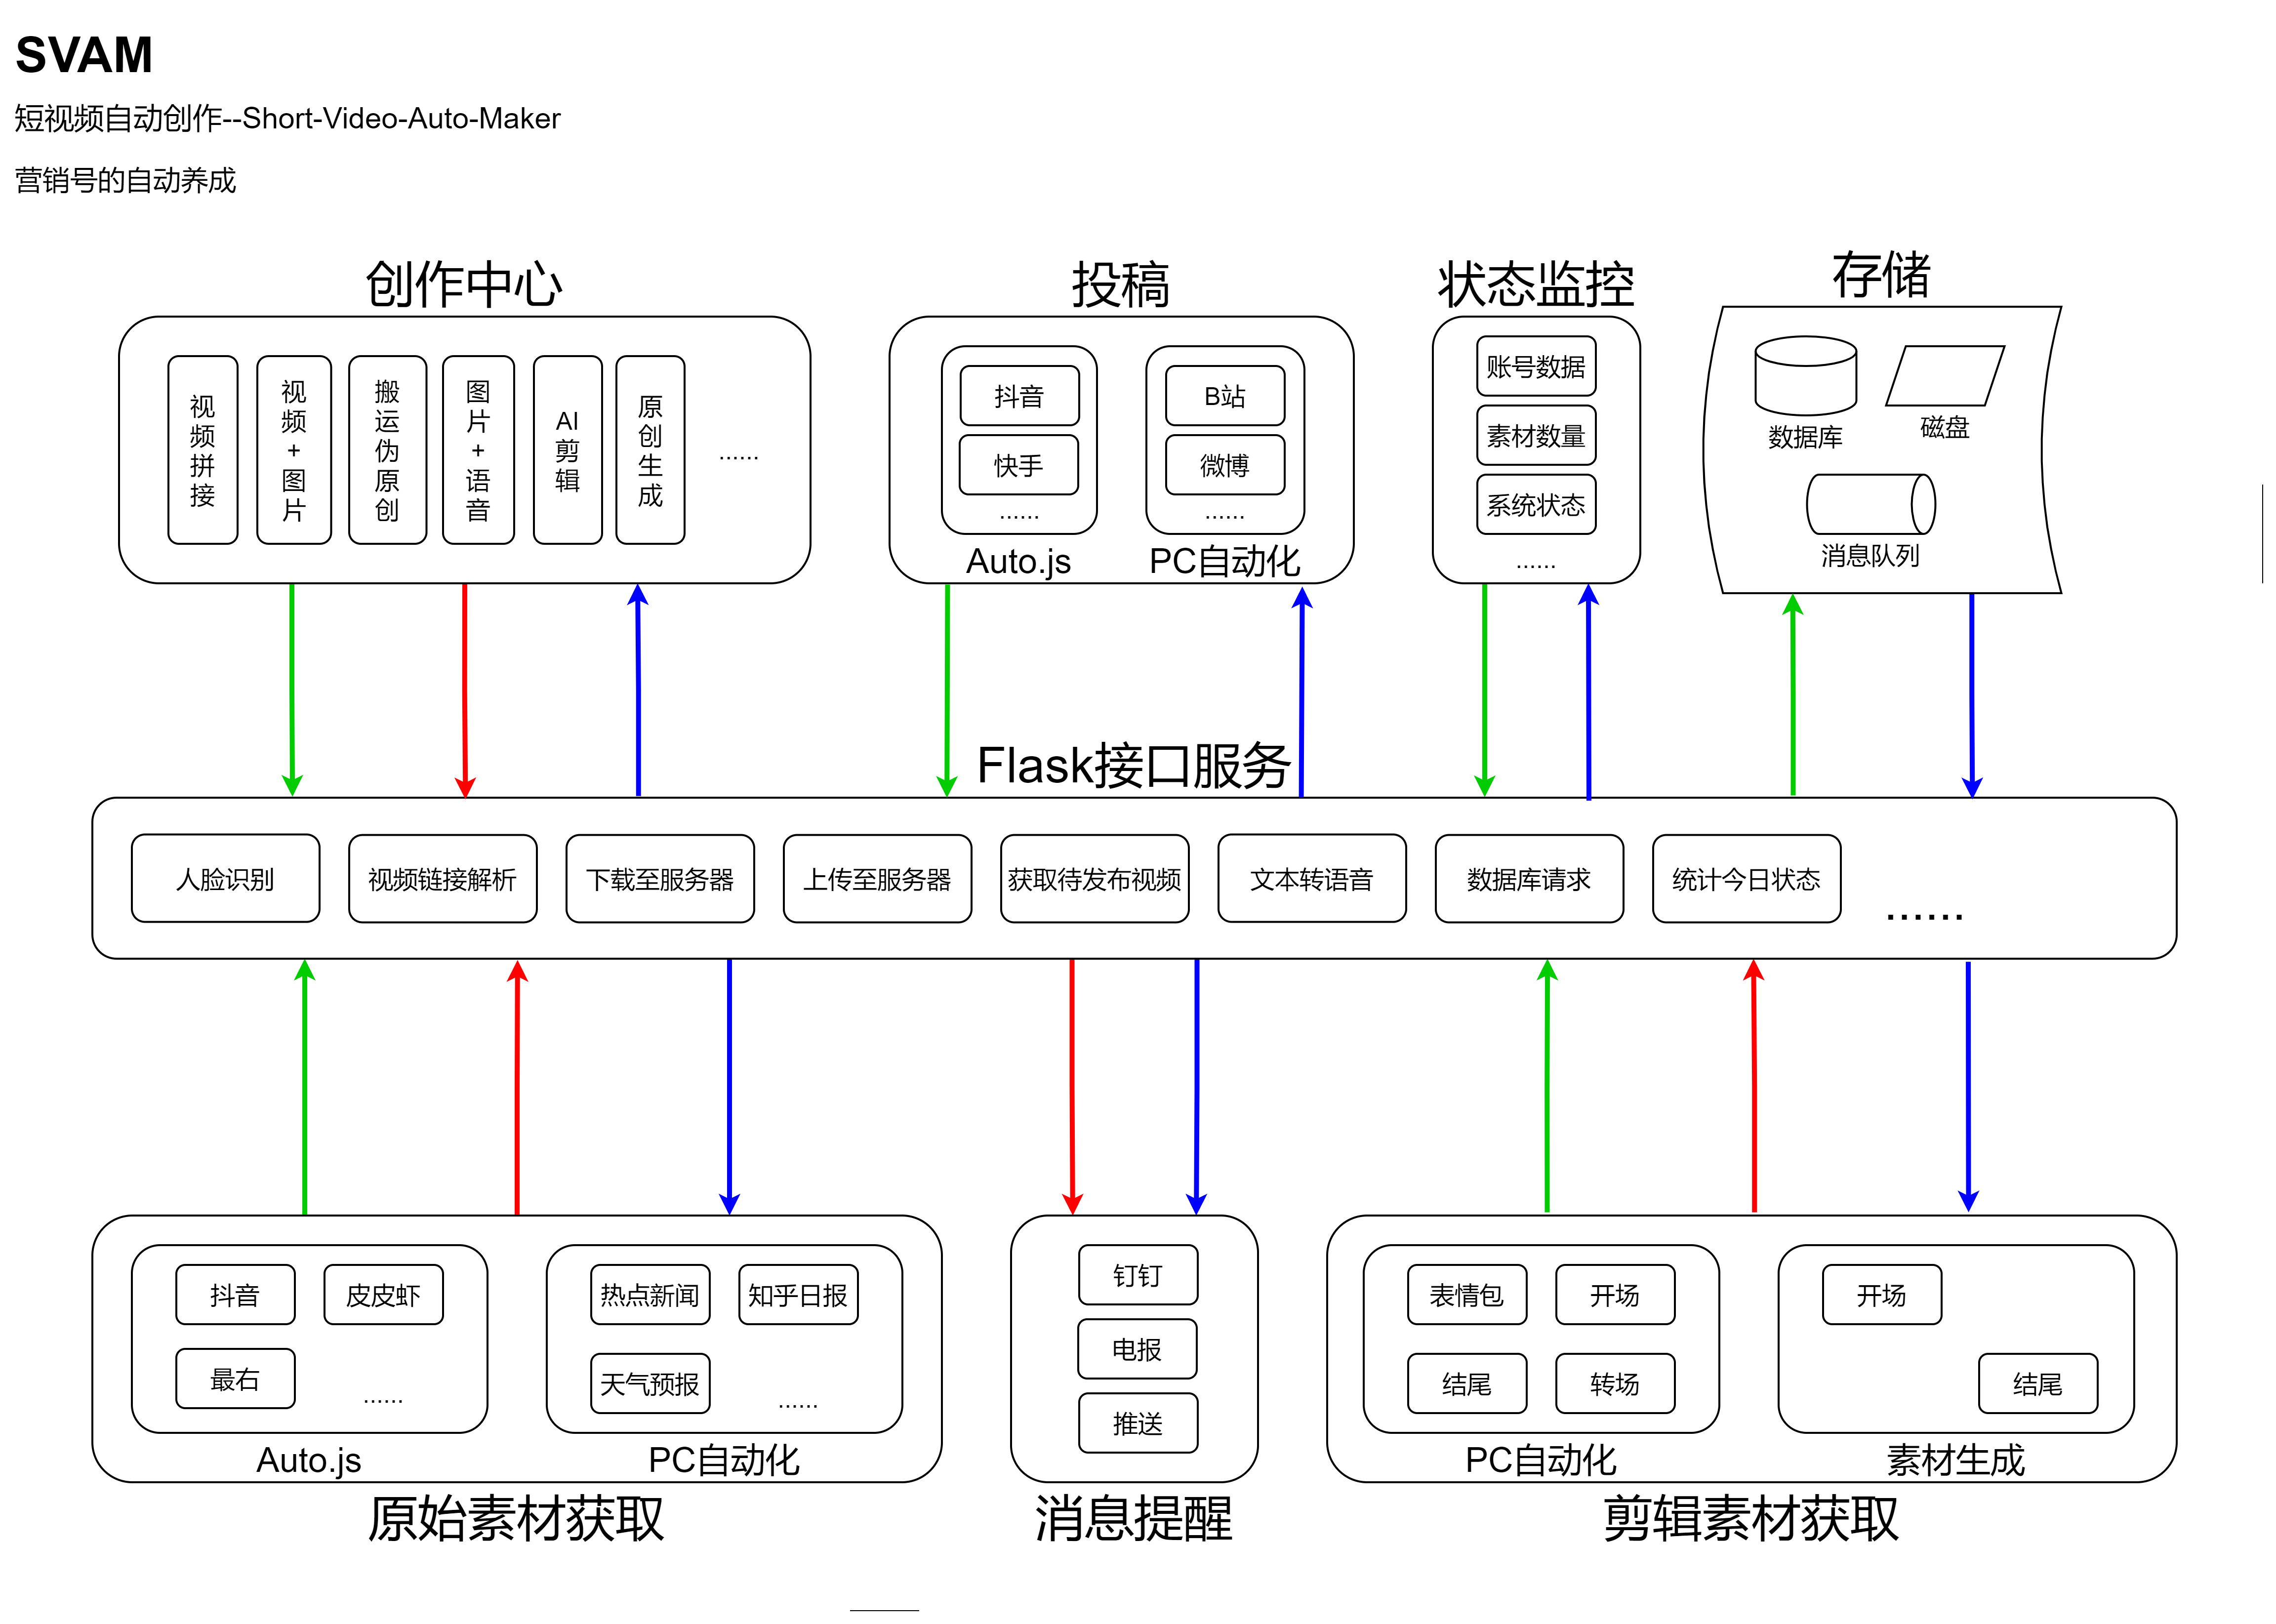 SVAM
短视频自动创作--Short-Video-Auto-Maker
营销号的自动养成
创作中心
视频拼接
视频+图片
搬运伪原创
图片+语音
AI剪辑
原创生成
......
投稿
抖音
快手
......
Auto.js
B站
微博
......
PC自动化
状态监控
账号数据
素材数量
系统状态
......
存储
数据库
磁盘
消息队列
Flask接口服务
人脸识别
视频链接解析
下载至服务器
上传至服务器
获取待发布视频
文本转语音
数据库请求
统计今日状态
......
抖音
皮皮虾
最右
......
Auto.js
热点新闻
知乎日报
天气预报
......
PC自动化
原始素材获取
钉钉
电报
推送
消息提醒
表情包
开场
结尾
转场
PC自动化
开场
结尾
素材生成
剪辑素材获取